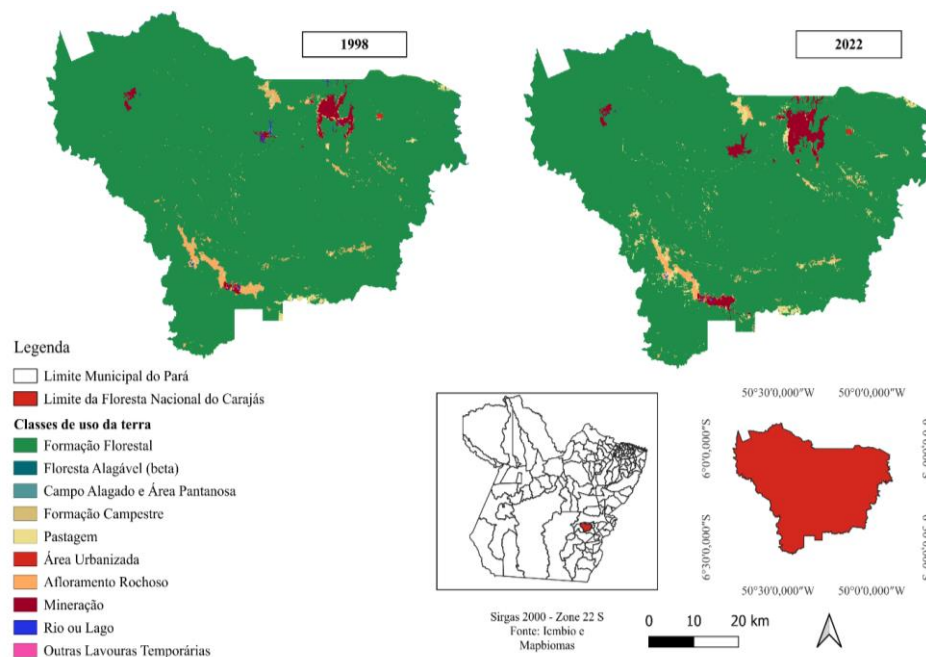 1998
2022
Legenda
Limite Municipal do Pará
Limite da Floresta Nacional do Carajás
Classes de uso da terra
Formação Florestal
Floresta Alagável (beta)
Campo Alagado e Área Pantanosa
Formação Campestre
Pastagem
Área Urbanizada
Afloramento Rochoso
Mineração
Rio ou Lago
Outras Lavouras Temporárias
50°30'0,000"W 50°0'0,000"W
6°0'0,000"S
6°30'0,000"S
50°30'0,000"W 50°0'0,000"W
Sirgas 2000 - Zone 22 S
Fonte: Icmbio e
Mapbiomas
0 10 20 km